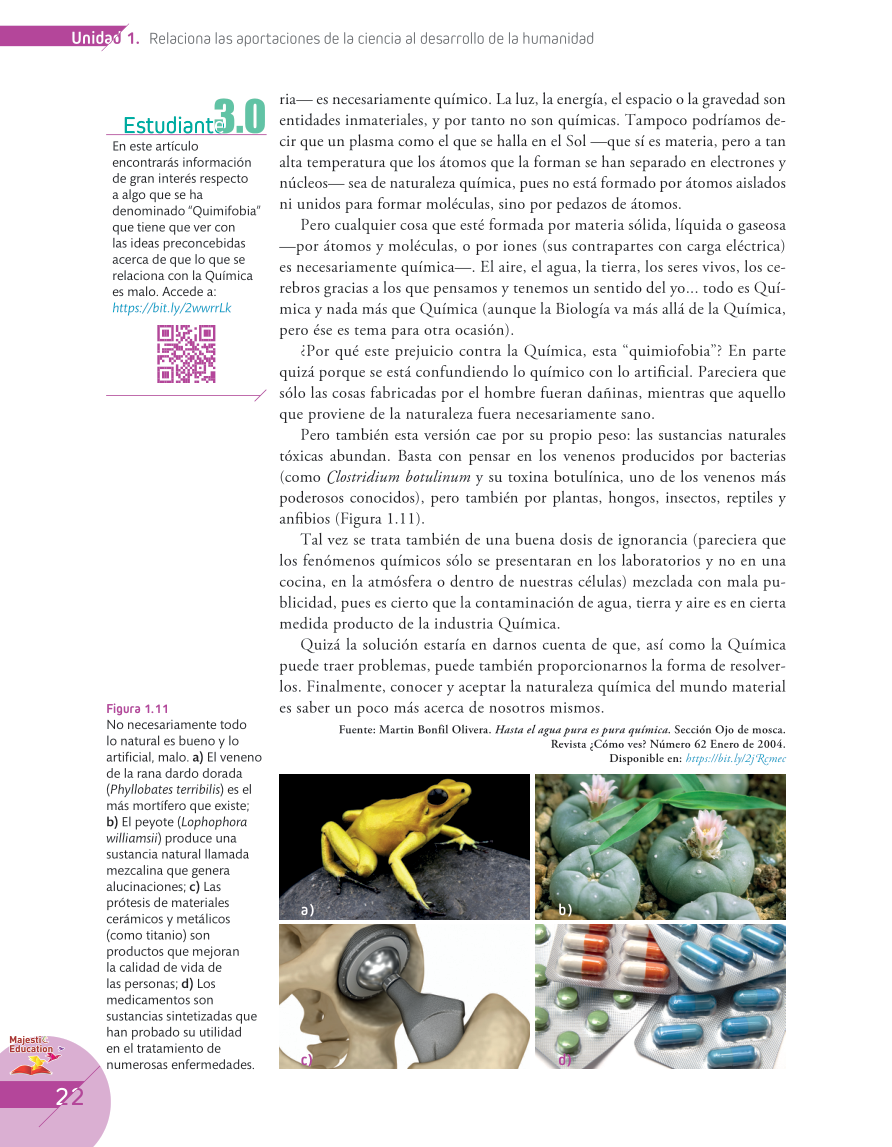 Unidad 1. Relaciona las aportaciones de la ciencia al desarrollo de la humanidad
Estudiante 3.0
En este artículo
encontrarás información
de gran interés respecto
a algo que se ha
denominado “Quimifobia”
que tiene que ver con
las ideas preconcebidas
acerca de que lo que se
relaciona con la Química
es malo. Accede a:
https://bit.ly/2wwrrLk
ria— es necesariamente químico. La luz, la energía, el espacio o la gravedad son
entidades inmateriales, y por tanto no son químicas. Tampoco podríamos de-
cir que un plasma como el que se halla en el Sol —que sí es materia, pero a tan
alta temperatura que los átomos que la forman se han separado en electrones y
núcleos— sea de naturaleza química, pues no está formado por átomos aislados
ni unidos para formar moléculas, sino por pedazos de átomos.
Pero cualquier cosa que esté formada por materia sólida, líquida o gaseosa
—por átomos y moléculas, o por iones (sus contrapartes con carga eléctrica)
es necesariamente química—. El aire, el agua, la tierra, los seres vivos, los ce-
rebros gracias a los que pensamos y tenemos un sentido del yo... todo es Quí-
mica y nada más que Química (aunque la Biología va más allá de la Química,
pero ése es tema para otra ocasión).
¿Por qué este prejuicio contra la Química, esta “quimiofobia”? En parte
quizá porque se está confundiendo lo químico con lo artificial. Pareciera que
sólo las cosas fabricadas por el hombre fueran dañinas, mientras que aquello
que proviene de la naturaleza fuera necesariamente sano.
Pero también esta versión cae por su propio peso: las sustancias naturales
tóxicas abundan. Basta con pensar en los venenos producidos por bacterias
(como Clostridium botulinum y su toxina botulínica, uno de los venenos más
poderosos conocidos), pero también por plantas, hongos, insectos, reptiles y
anfibios (Figura 1.11).
Tal vez se trata también de una buena dosis de ignorancia (pareciera que
los fenómenos químicos sólo se presentaran en los laboratorios y no en una
cocina, en la atmósfera o dentro de nuestras células) mezclada con mala pu-
blicidad, pues es cierto que la contaminación de agua, tierra y aire es en cierta
medida producto de la industria Química.
Quizá la solución estaría en darnos cuenta de que, así como la Química
puede traer problemas, puede también proporcionarnos la forma de resolver-
los. Finalmente, conocer y aceptar la naturaleza química del mundo material
es saber un poco más acerca de nosotros mismos.
Fuente: Martin Bonfil Olivera. Hasta el agua pura es pura química. Sección Ojo de mosca.
Revista ¿Cómo ves? Número 62 Enero de 2004.
Disponible en: https://bit.ly/2jRcmec
Figura 1.11
No necesariamente todo
lo natural es bueno y lo
artificial, malo. a) El veneno
de la rana dardo dorada
(Phyllobates terribilis) es el
más mortífero que existe;
b) El peyote (Lophophora
williamsii) produce una
sustancia natural llamada
mezcalina que genera
alucinaciones; c) Las
prótesis de materiales
cerámicos y metálicos
(como titanio) son
productos que mejoran
la calidad de vida de
las personas; d) Los
medicamentos son
sustancias sintetizadas que
han probado su utilidad
en el tratamiento de
numerosas enfermedades.
a)
b)
c)
d)
Majestic
Education
22